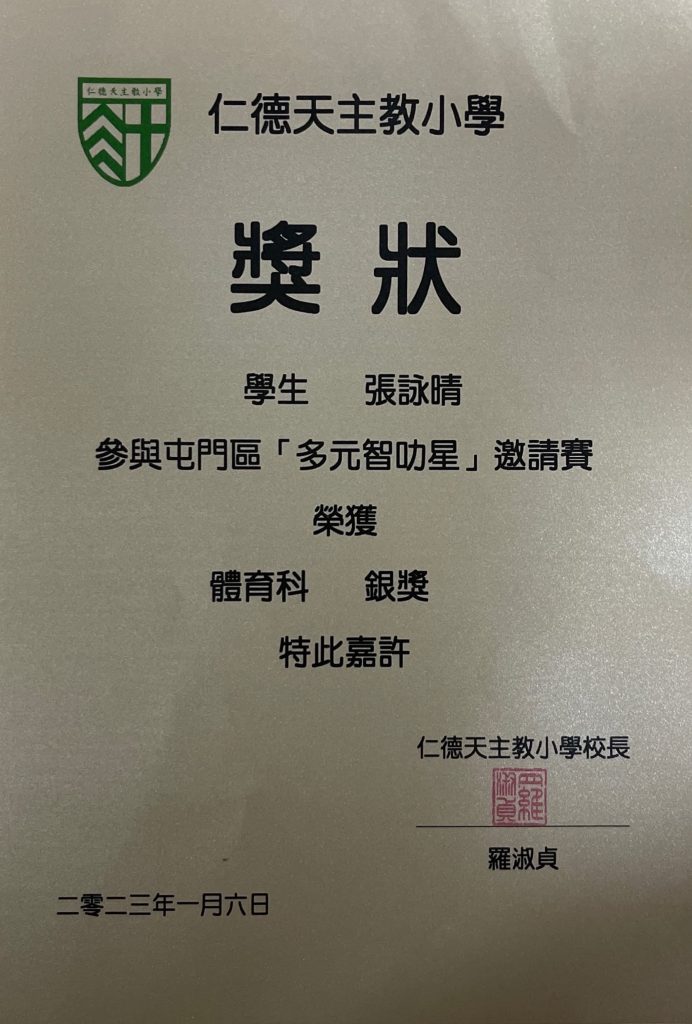 仁德天主教小學
仁德天主教小學
獎狀
學生 張詠晴
參與屯門區「多元智叻星」邀請賽
榮獲
體育科 銀獎
特此嘉許
仁德天主教小學校長
羅淑貞
羅淑貞
二零二三年一月六日